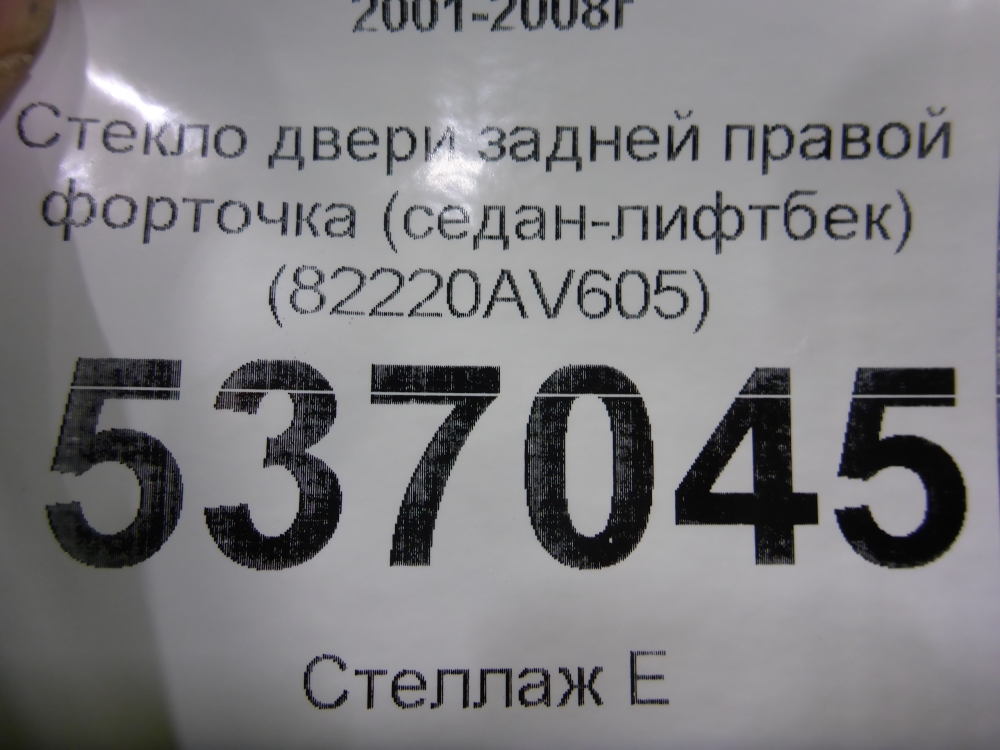 2001-2008г
Стекло двери задней правой
форточка (седан-лифтбек)
(82220AV605)
537045
Стеллаж Е